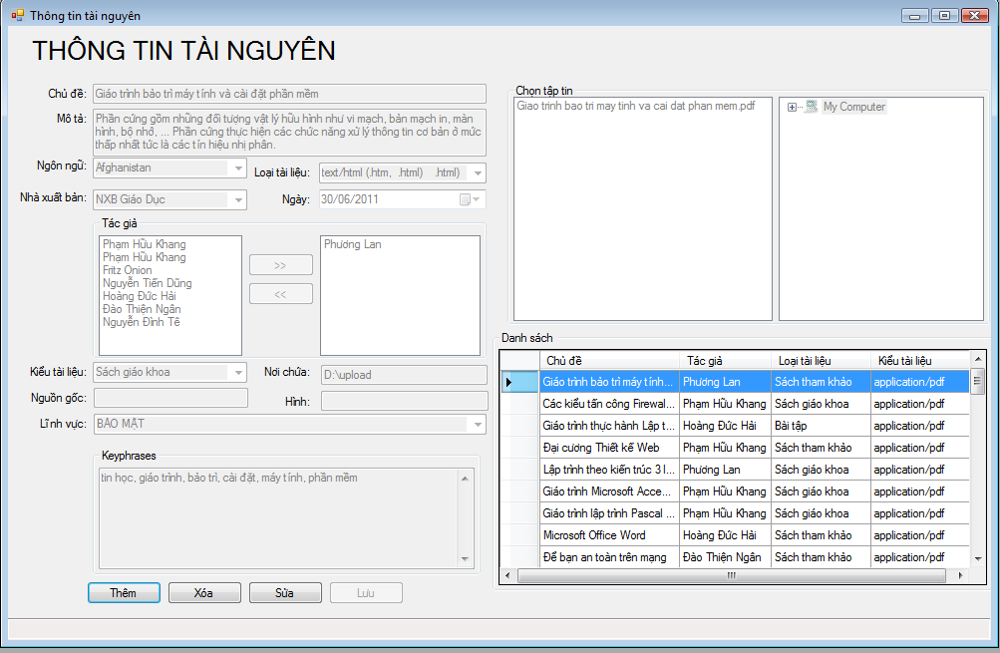 Thông tin tài nguyên
THÔNG TIN TÀI NGUYÊN
Chủ đề: Giáo trình bảo trì máy tính và cài đặt phần mềm
Mô tả: Phần cứng gồm những đối tượng vật lý hữu hình như vi mạch, bản mạch in, màn
hình, bộ nhớ, ... Phần cứng thực hiện các chức năng xử lý thông tin cơ bản ở mức
thấp nhất tức là các tín hiệu nhị phân.
Ngôn ngữ: Afghanistan Loại tài liệu: text/html (.htm, .html) .html)
Nhà xuất bản: NXB Giáo Dục Ngày: 30/06/2011
Tác giả
Phạm Hữu Khang
Phạm Hữu Khang
Fritz Onion
Nguyễn Tiến Dũng
Hoàng Đức Hải
Đào Thiện Ngân
Nguyễn Đình Tê
>>
<<
Phương Lan
Kiểu tài liệu: Sách giáo khoa Nơi chứa: D:\upload
Nguồn gốc: Hình:
Lĩnh vực: BẢO MẬT
Keyphrases
tin học, giáo trình, bảo trì, cài đặt, máy tính, phần mềm
Thêm Xóa Sửa Lưu
Chọn tập tin
Giao trinh bao tri may tinh va cai dat phan mem.pdf
My Computer
Danh sách
Chủ đề Tác giả Loại tài liệu Kiểu tài liệu
Giáo trình bảo trì máy tính... Phương Lan Sách tham khảo application/pdf
Các kiểu tấn công Firewal... Phạm Hữu Khang Sách giáo khoa application/pdf
Giáo trình thực hành Lập t... Hoàng Đức Hải Bài tập application/pdf
Đại cương Thiết kế Web Phạm Hữu Khang Sách tham khảo application/pdf
Lập trình theo kiến trúc 3 l... Phương Lan Sách giáo khoa application/pdf
Giáo trình Microsoft Acce... Phạm Hữu Khang Sách giáo khoa application/pdf
Giáo trình lập trình Pascal ... Phạm Hữu Khang Sách giáo khoa application/pdf
Microsoft Office Word Hoàng Đức Hải Sách tham khảo application/pdf
Để bạn an toàn trên mạng Đào Thiện Ngân Sách tham khảo application/pdf